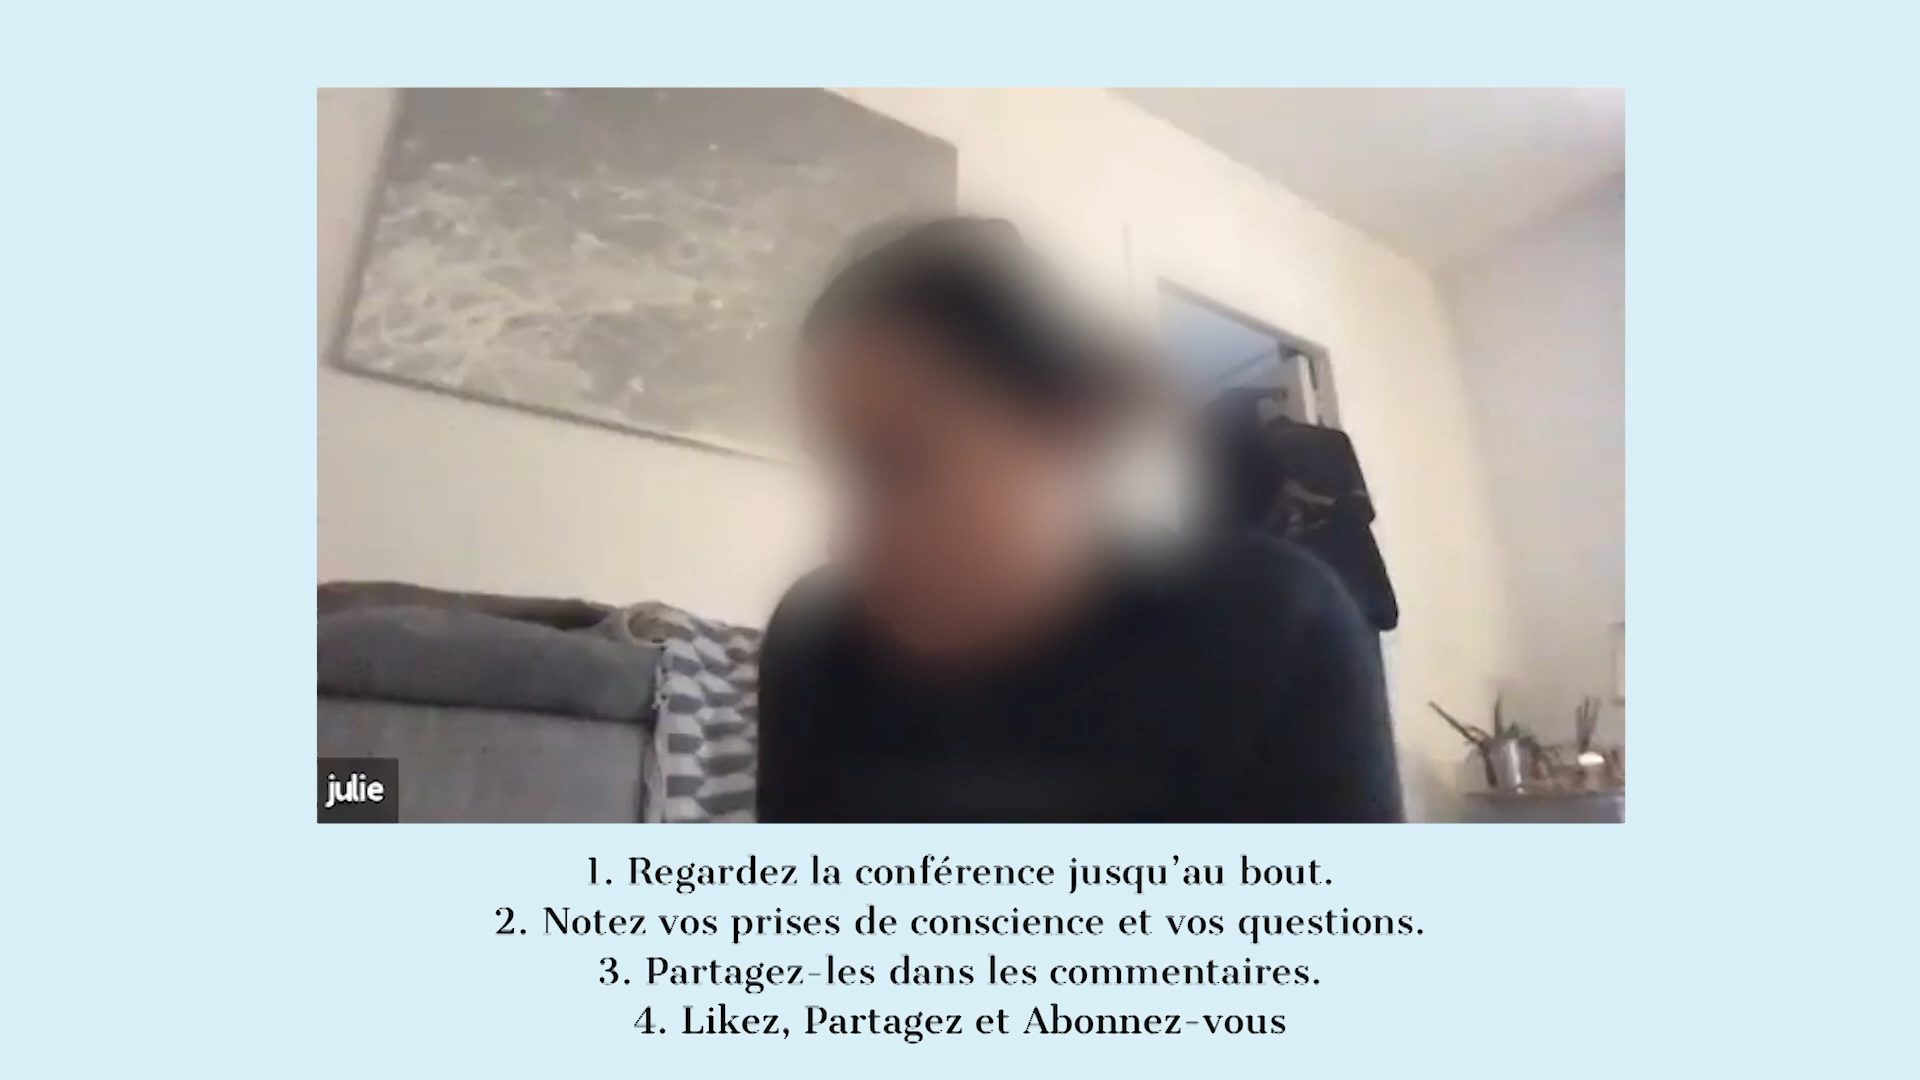 julie
1. Regardez la conférence jusqu'au bout.
2. Notez vos prises de conscience et vos questions.
3. Partagez-les dans les commentaires.
4. Likez, Partagez et Abonnez-vous